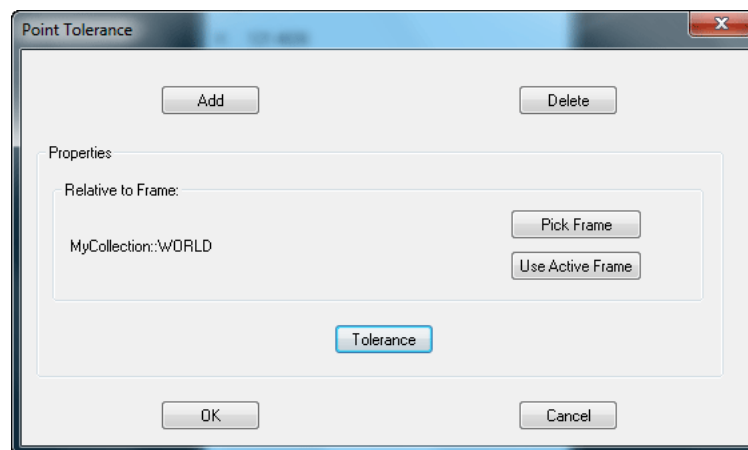 Point Tolerance
Add
Delete
Properties
Relative to Frame:
MyCollection::WORLD
Pick Frame
Use Active Frame
Tolerance
OK
Cancel